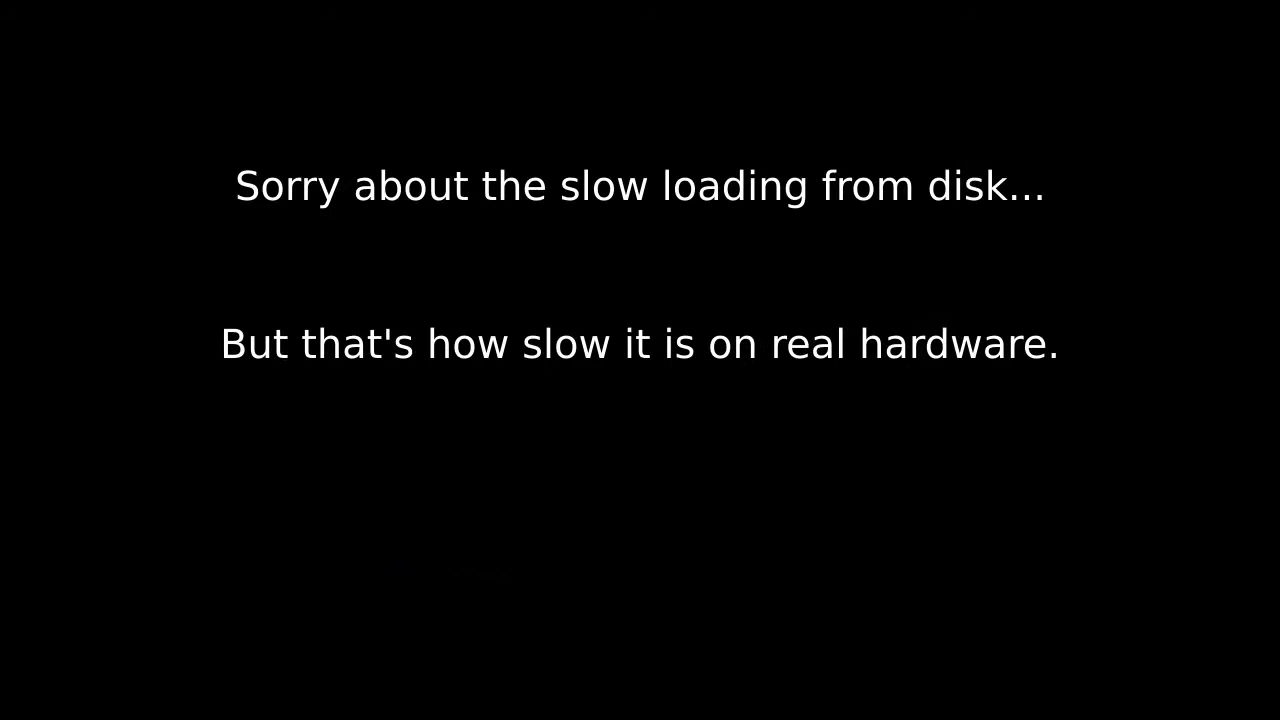 Sorry about the slow loading from disk...
But that's how slow it is on real hardware.